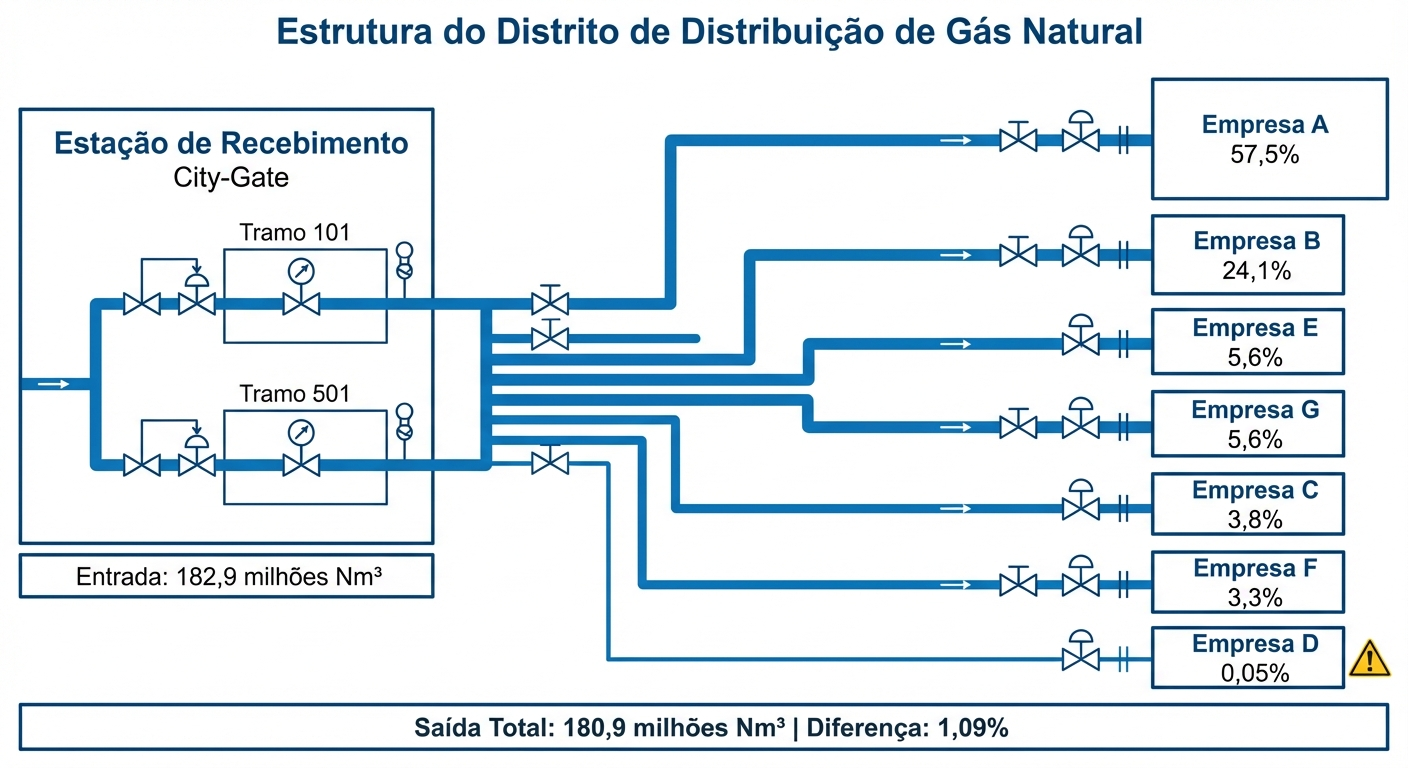 Estrutura do Distrito de Distribuição de Gás Natural
Estação de Recebimento
City-Gate
Tramo 101
Tramo 501
Entrada: 182,9 milhões Nm³
Empresa A
57,5%
Empresa B
24,1%
Empresa E
5,6%
Empresa G
5,6%
Empresa C
3,8%
Empresa F
3,3%
Empresa D
0,05%
Saída Total: 180,9 milhões Nm³ | Diferença: 1,09%